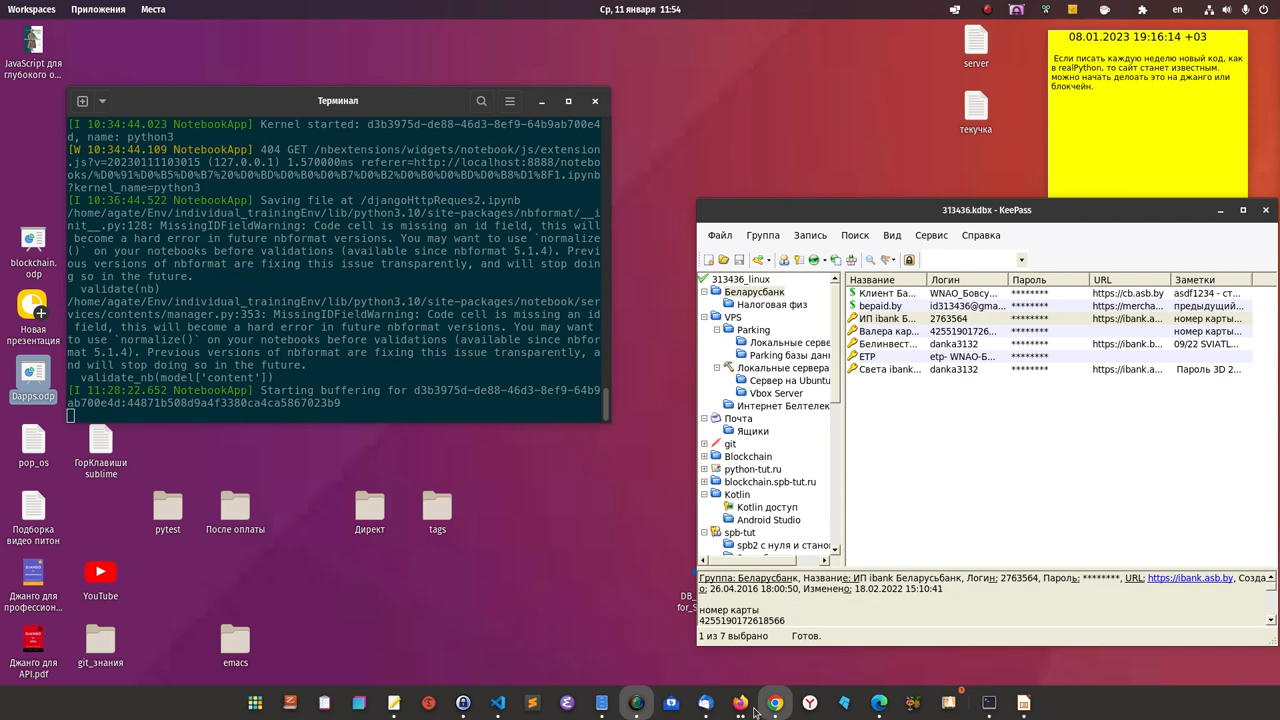 Workspaces Приложения Места
Ср, 11 января 11:54
en
JavaScript для
глубокого о...
blockchain.
odp
Новая
презентация
Dapps.odp
pop_os
ГорКлавиши
sublime
Подборка
видео питон
Джанго для
профессион...
YouTube
Джанго для
API.pdf
git_знания
pytest
После оплаты
Директ
tags
emacs
server
текучка
08.01.2023 19:16:14 +03
Если писать каждую неделю новый код, как
в realPython, то сайт станет известным,
можно начать делоать это на джанго или
блокчейн.
Терминал
[I 10:34:44.023 NotebookApp] Kernel started: d3b3975d-de88-46d3-8ef9-64b9ab700e4
d, name: python3
[W 10:34:44.109 NotebookApp] 404 GET /nbextensions/widgets/notebook/js/extension
.js?v=20230111103015 (127.0.0.1) 1.570000ms referer=http://localhost:8888/notebo
oks/%D0%91%D0%B5%D0%B7%20%D0%BD%D0%B0%D0%B7%D0%B2%D0%B0%D0%BD%D0%B8%D1%8F1.ipynb
?kernel_name=python3
[I 10:36:44.522 NotebookApp] Saving file at /djangoHttpReques2.ipynb
/home/agate/Env/individual_trainingEnv/lib/python3.10/site-packages/nbformat/__i
nit__.py:128: MissingIDFieldWarning: Code cell is missing an id field, this will
become a hard error in future nbformat versions. You may want to use `normalize
()` on your notebooks before validations (available since nbformat 5.1.4). Previ
ous versions of nbformat are fixing this issue transparently, and will stop doin
g so in the future.
validate(nb)
/home/agate/Env/individual_trainingEnv/lib/python3.10/site-packages/notebook/ser
vices/contents/manager.py:353: MissingIDFieldWarning: Code cell is missing an id
field, this will become a hard error in future nbformat versions. You may want
to use `normalize()` on your notebooks before validations (available since nbfor
mat 5.1.4). Previous versions of nbformat are fixing this issue transparently, a
nd will stop doing so in the future.
validate_nb(model['content'])
[I 11:28:22.652 NotebookApp] Starting buffering for d3b3975d-de88-46d3-8ef9-64b9
ab700e4d:44871b508d9a4f3380ca4ca5867023b9
313436.kdbx - KeePass
Файл Группа Запись Поиск Вид Сервис Справка
313436_linux
Беларусбанк
Налоговая физ
VPS
Parking
Локальные серве
Parking базы дан
Локальные сервера
Сервер на Ubuntu
Vbox Server
Интернет Белтелек
Почта
Ящики
git
Blockchain
python-tut.ru
blockchain.spb-tut.ru
Kotlin
Kotlin доступ
Android Studio
spb-tut
spb2 с нуля и стано
Название Логин Пароль URL Заметки
Клиент Ба... WNAO_Бовсу... ******** https://cb.asb.by asdf1234 - ст...
bepaid.by id313436@gma... ******** https://mercha... предыдущий...
ИП ibank Б... 2763564 ******** https://ibank.a... номер карты...
Валера кар... 42551901726... ******** номер карты...
Белинвест... danka3132 ******** https://ibank.b... 09/22 SVIATL...
ЕТР etp- WNAO-Б... ********
Света ibank... danka3132 ******** https://ibank.a... Пароль 3D 2...
Группа: Беларусбанк, Название: ИП ibank Беларусьбанк, Логин: 2763564, Пароль: ********, URL: https://ibank.asb.by, Созда
о: 26.04.2016 18:00:50, Изменено: 18.02.2022 15:10:41
номер карты
4255190172618566
1 из 7 выбрано Готов.